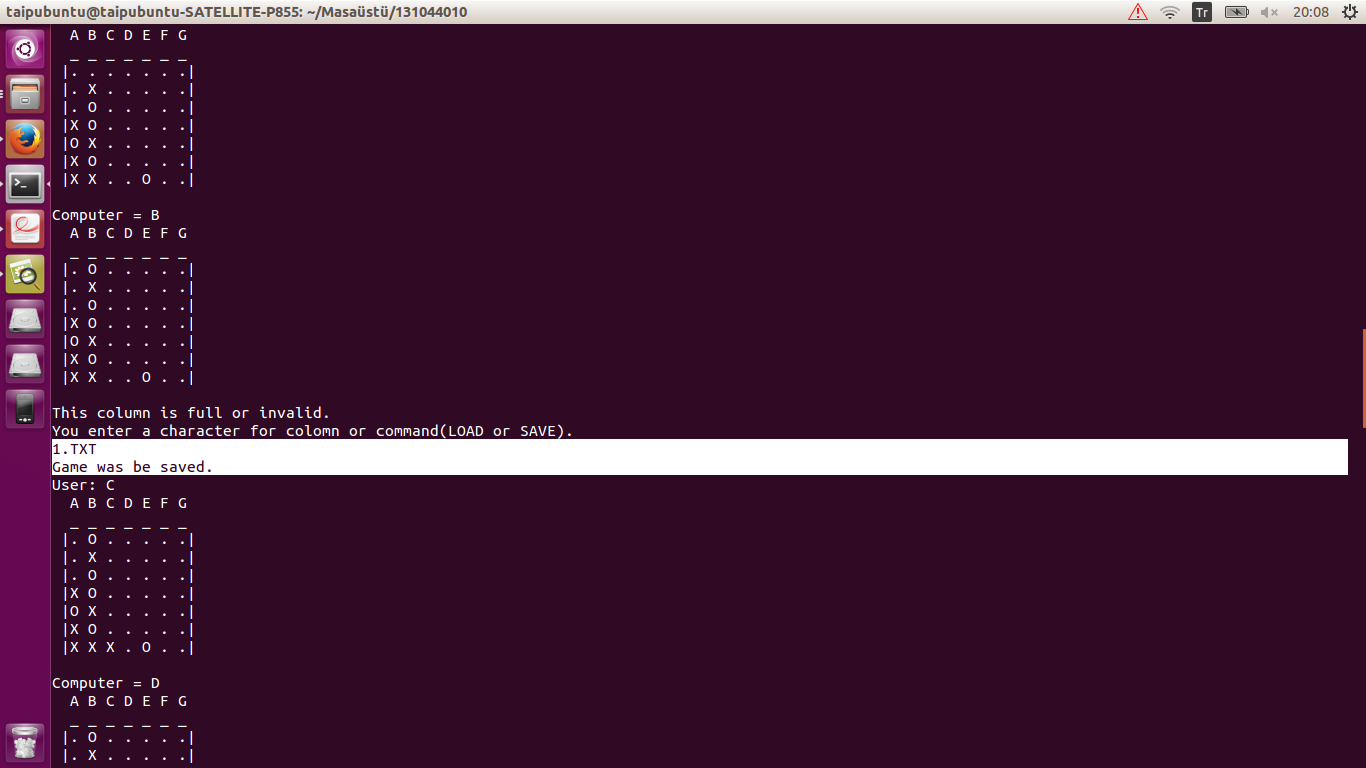 taipubuntu@taipubuntu-SATELLITE-P855: ~/Masaüstü/131044010
Tr
20:08
A B C D E F G
_ _ _ _ _ _ _
|. . . . . . .|
|. X . . . . .|
|. O . . . . .|
|X O . . . . .|
|O X . . . . .|
|X O . . . . .|
|X X . . O . .|
Computer = B
A B C D E F G
_ _ _ _ _ _ _
|. O . . . . .|
|. X . . . . .|
|. O . . . . .|
|X O . . . . .|
|O X . . . . .|
|X O . . . . .|
|X X . . O . .|
This column is full or invalid.
You enter a character for colomn or command(LOAD or SAVE).
1.TXT
Game was be saved.
User: C
A B C D E F G
_ _ _ _ _ _ _
|. O . . . . .|
|. X . . . . .|
|. O . . . . .|
|X O . . . . .|
|O X . . . . .|
|X O . . . . .|
|X X X . O . .|
Computer = D
A B C D E F G
_ _ _ _ _ _ _
|. O . . . . .|
|. X . . . . .|